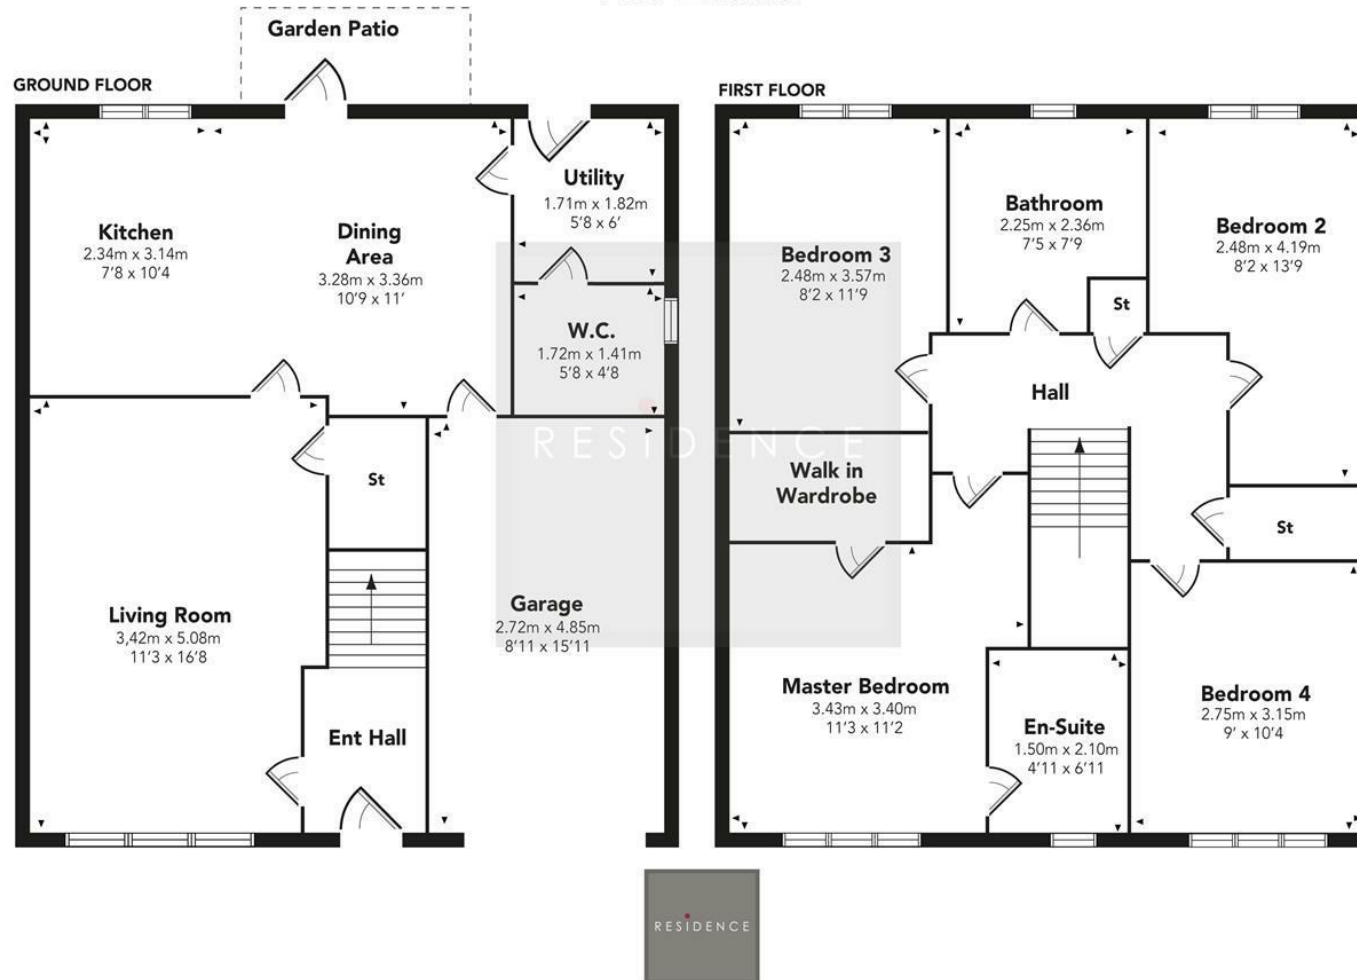 Garden Patio
GROUND FLOOR
Kitchen
2.34m x 3.14m
7'8 x 10'4
Dining
Area
3.28m x 3.36m
10'9 x 11'
Utility
1.71m x 1.82m
5'8 x 6'
W.C.
1.72m x 1.41m
5'8 x 4'8
St
Living Room
3,42m x 5.08m
11'3 x 16'8
Garage
2.72m x 4.85m
8'11 x 15'11
Ent Hall
FIRST FLOOR
Bedroom 3
2.48m x 3.57m
8'2 x 11'9
Bathroom
2.25m x 2.36m
7'5 x 7'9
Bedroom 2
2.48m x 4.19m
8'2 x 13'9
St
Hall
Walk in
Wardrobe
St
Master Bedroom
3.43m x 3.40m
11'3 x 11'2
En-Suite
1.50m x 2.10m
4'11 x 6'11
Bedroom 4
2.75m x 3.15m
9' x 10'4
RESIDENCE
RESIDENCE